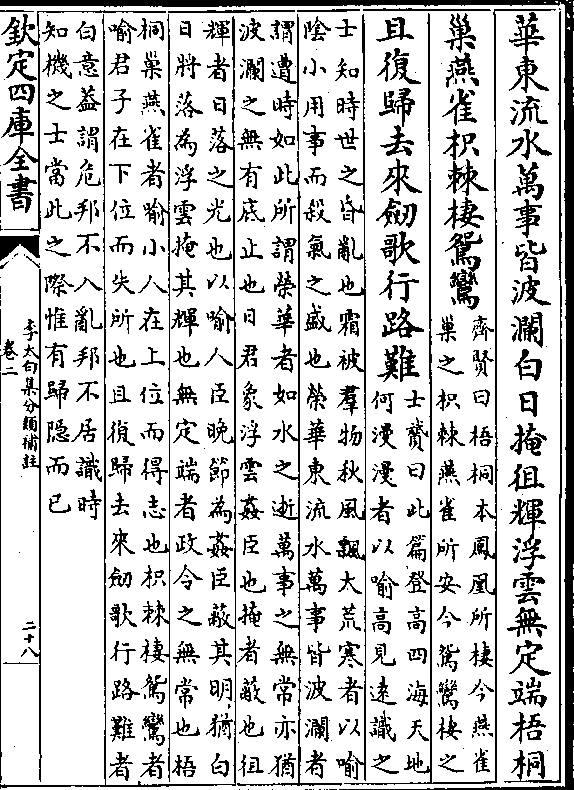 華東流水萬事皆波瀾白日掩徂輝浮雲無定端梧桐
巢燕雀枳棘棲鴛鸞
齊賢曰梧桐本鳳凰所棲今燕雀
巢之枳棘燕雀所安今鴛鸞棲之
且復歸去來劒歌行路難
士贇曰此篇登高四海天地
何漫漫者以喻高見逺識之
士知時世之昏亂也霜被羣物秋風飄大荒寒者以喻
陰小用事而殺氣之盛也榮華東流水萬事皆波瀾者
謂遭時如此所謂榮華者如水之逝萬事之無常亦猶
波瀾之無有底止也日君象浮雲姦臣也掩者蔽也徂
輝者日落之光也以喻人臣晚節為姦臣蔽其明猶白
日將落為浮雲掩其輝也無定端者政令之無常也梧
桐巢燕雀者喻小人在上位而得志也枳棘棲鴛鸞者
喻君子在下位而失所也且復歸去來劒歌行路難者
白意葢謂危邦不入亂邦不居識時
知機之士當此之際惟有歸隠而已
欽定四庫全書
李太白集分類補註
卷二
二十八